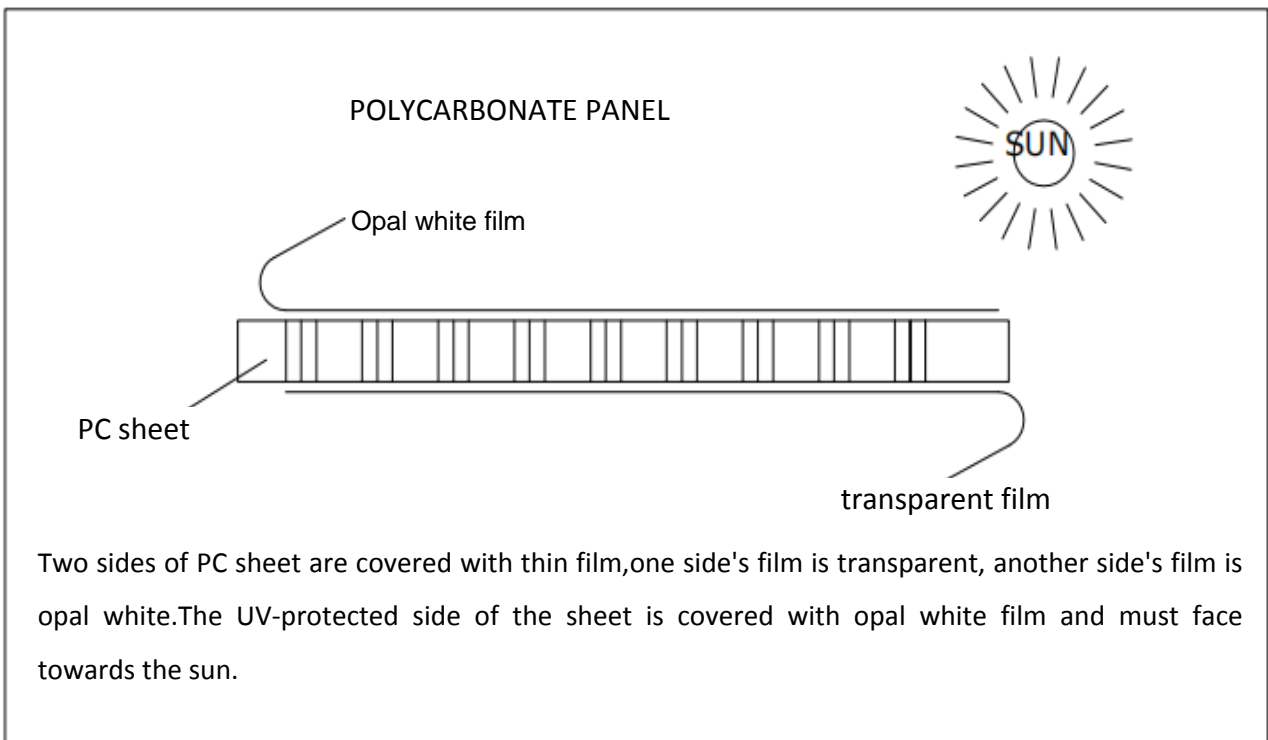 POLYCARBONATE PANEL
SUN
Opal white film
PC sheet
transparent film
Two sides of PC sheet are covered with thin film,one side's film is transparent, another side's film is
opal white.The UV-protected side of the sheet is covered with opal white film and must face
towards the sun.